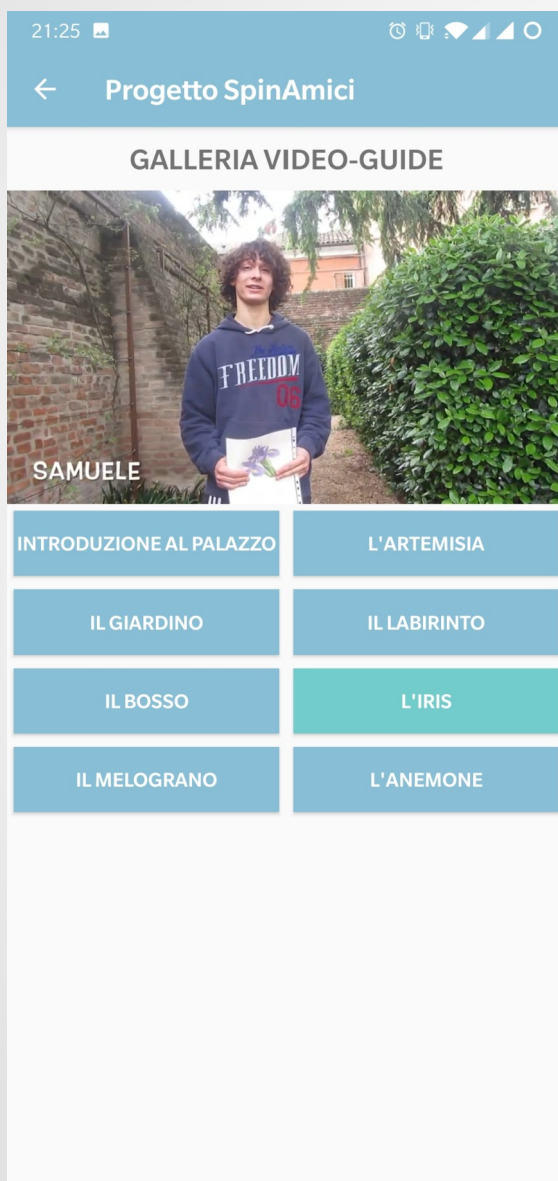 21:25
Progetto SpinAmici
GALLERIA VIDEO-GUIDE
FREEDOM
06
SAMUELE
INTRODUZIONE AL PALAZZO
L'ARTEMISIA
IL GIARDINO
IL LABIRINTO
IL BOSSO
L'IRIS
IL MELOGRANO
L'ANEMONE